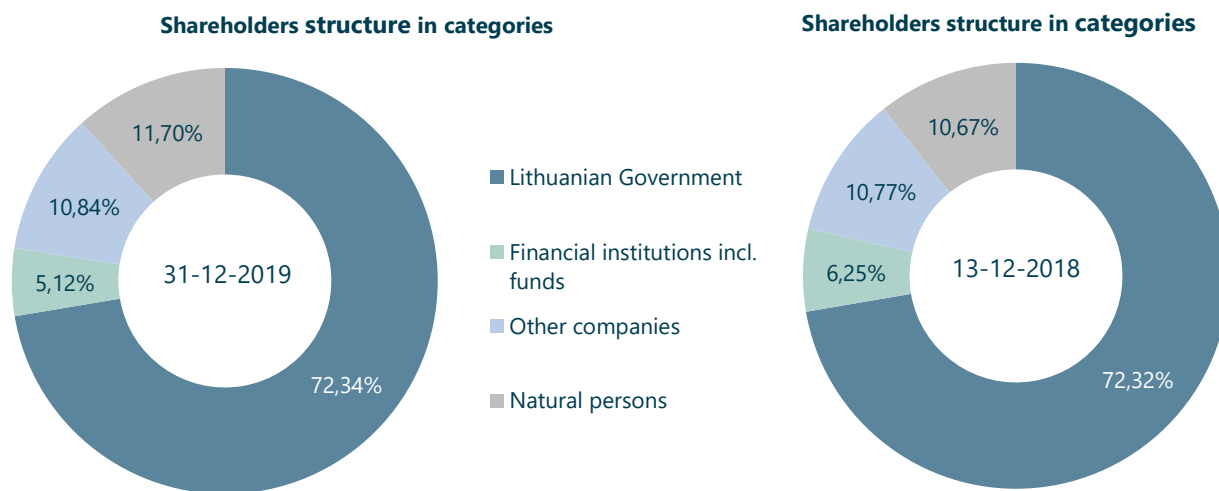 Shareholders structure in categories
11,70%
10,84%
5,12%
31-12-2019
72,34%
Lithuanian Government
Financial institutions incl.
funds
Other companies
Natural persons
Shareholders structure in categories
10,67%
10,77%
6,25%
13-12-2018
72,32%